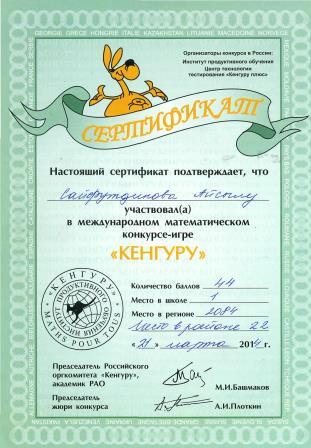 GEORGIE GRECE HONGRIE ITALIE KAZAKHSTAN LITUANIE MACEDOINE NORVEGE
Организаторы конкурса в России:
Институт продуктивного обучения
Центр технологии
тестирования «Кенгуру плюс»
СЕРТИФИКАТ
Настоящий сертификат подтверждает, что
Сайфутдинова Айсылу
участвовал(а)
в международном математическом
конкурсе-игре
«КЕНГУРУ»
«КЕНГУРУ»
ИНСТИТУТ ПРОДУКТИВНОГО ОБУЧЕНИЯ
MATHS POUR TOUS
Количество баллов 44
Место в школе 1
Место в регионе 2084
Место в районе 22
«21» марта 2014 г.
Председатель Российского
оргкомитета «Кенгуру»,
академик РАО
М.И.Башмаков
Председатель
жюри конкурса
А.И.Плоткин